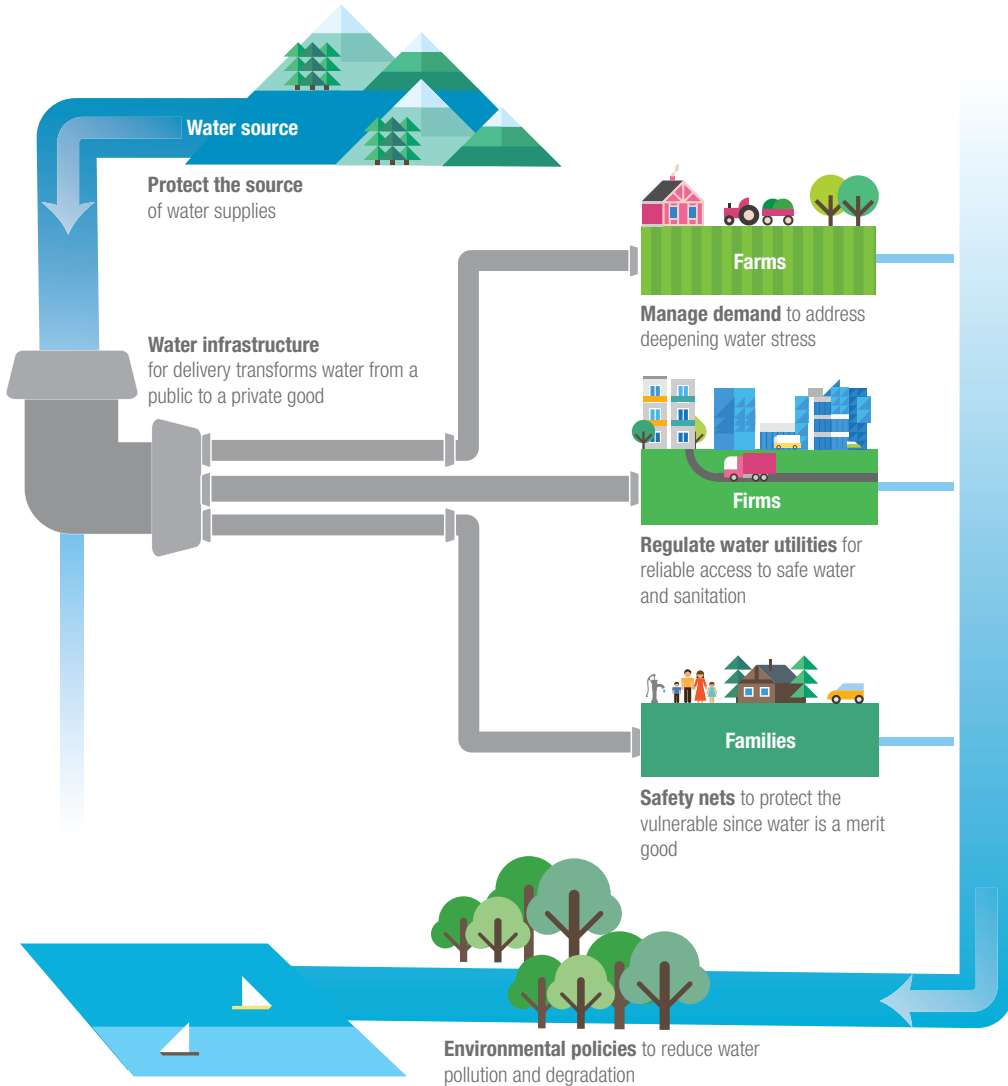 Water source
Protect the source
of water supplies
Water infrastructure
for delivery transforms water from a
public to a private good
Farms
Manage demand to address
deepening water stress
Firms
Regulate water utilities for
reliable access to safe water
and sanitation
Families
Safety nets to protect the
vulnerable since water is a merit
good
Environmental policies to reduce water
pollution and degradation